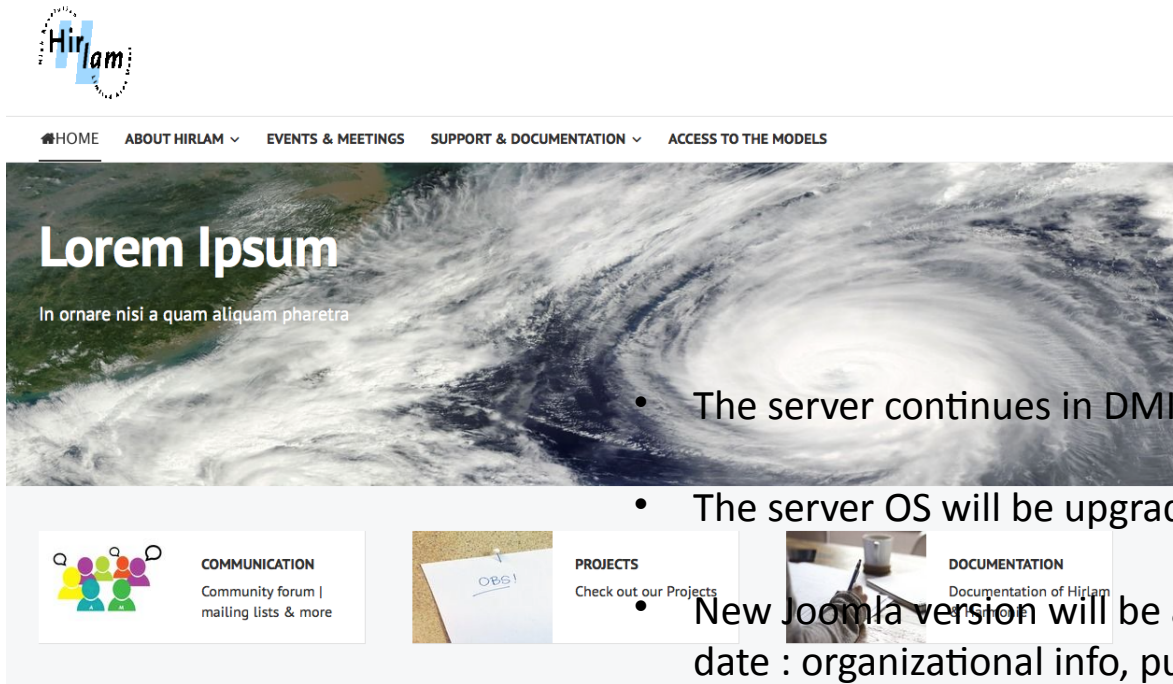 Hirlam
HOME ABOUT HIRLAM EVENTS & MEETINGS SUPPORT & DOCUMENTATION ACCESS TO THE MODELS
Lorem Ipsum
In ornare nisi a quam aliquam pharetra
• The server continues in DMI
• The server OS will be
COMMUNICATION
Community forum |
mailing lists & more
OBS!
PROJECTS
Check out our Projects
DOCUMENTATION
Documentation of Hirlam
& Harmonie
• New Joomla version will be
date : organizational info,